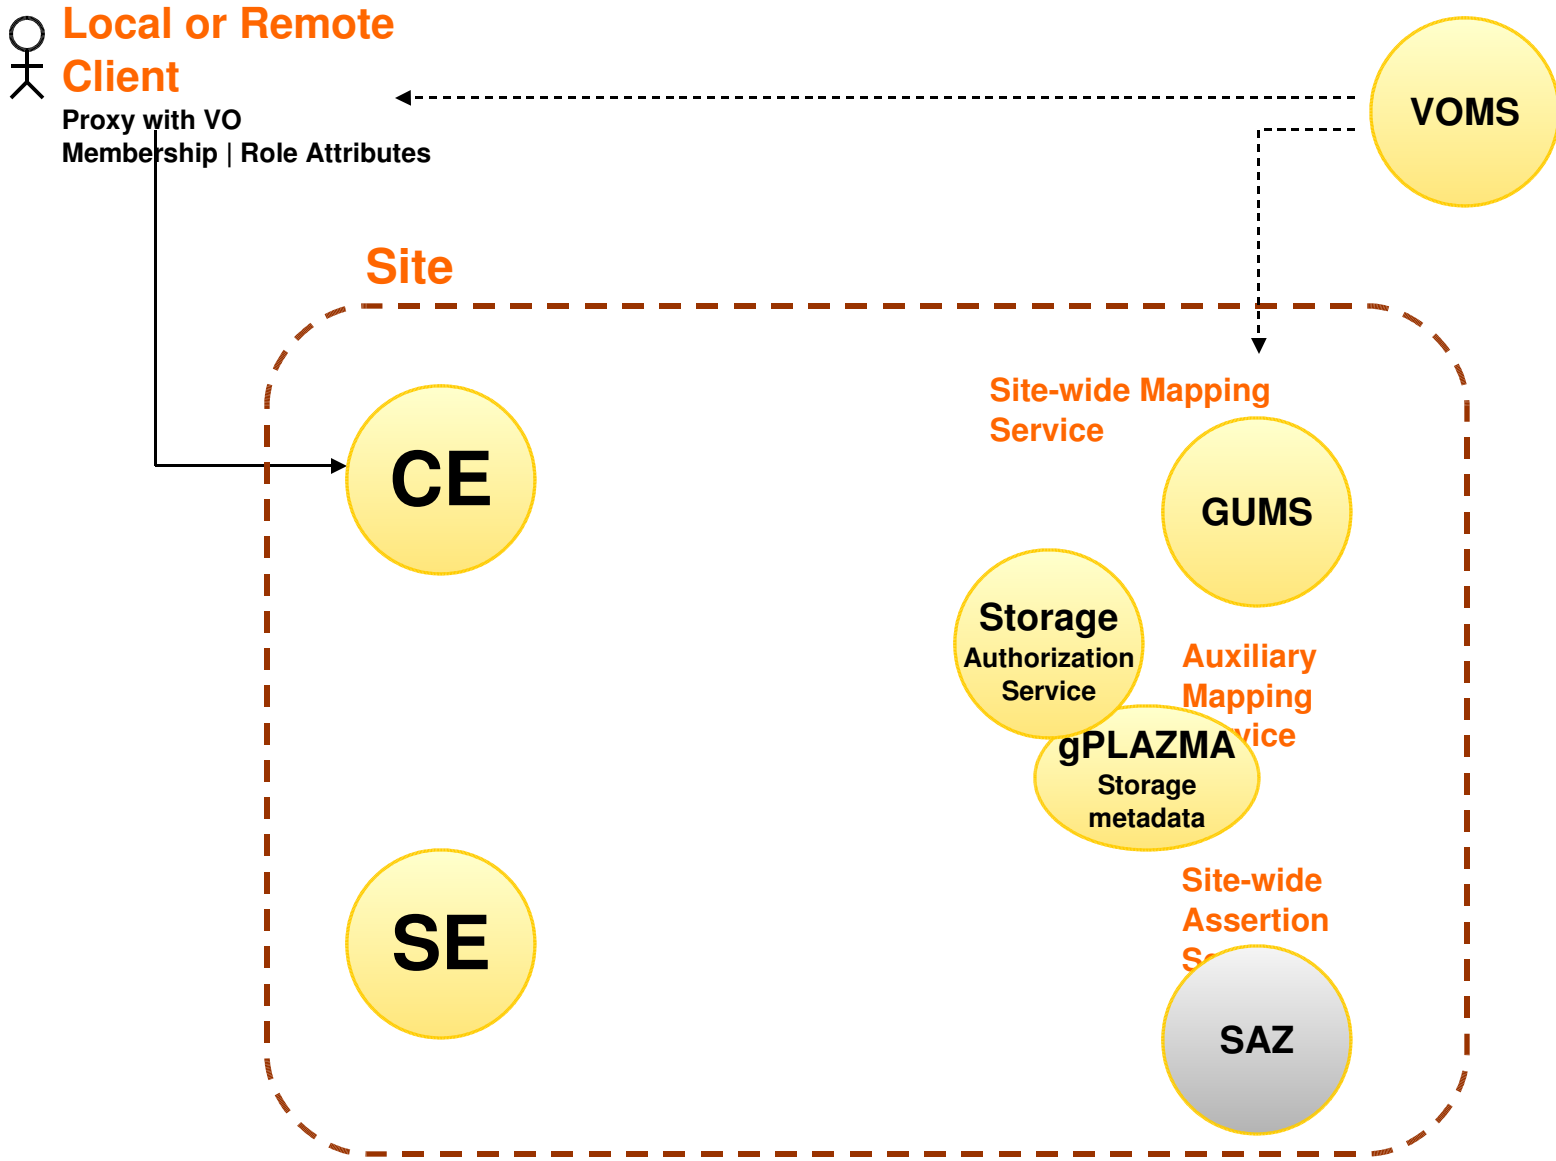 Local or Remote
Client
Proxy with VO
Membership | Role Attributes
VOMS
Site
CE
Site-wide Mapping
Service
GUMS
Storage
Authorization
Service
Auxiliary
Mapping
gPLAZMA
Storage
metadata
SE
Site-wide
Assertion
SAZ